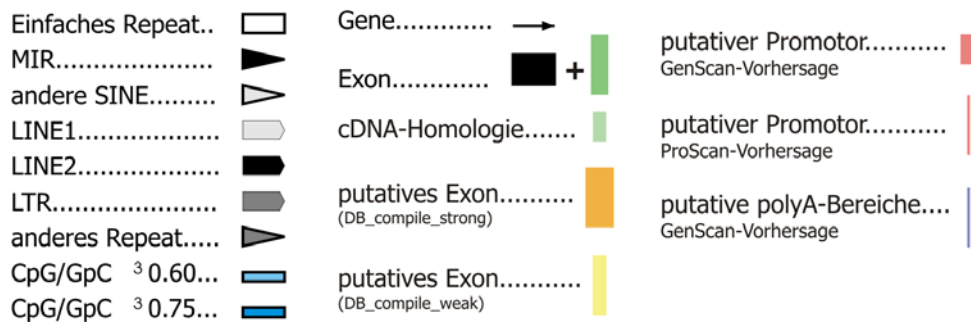 Einfaches Repeat..
MIR.....................
andere SINE.........
LINE1..................
LINE2..................
LTR.....................
anderes Repeat.....
CpG/GpC ³ 0.60...
CpG/GpC ³ 0.75...
Gene..............
Exon..............
+
cDNA-Homologie.......
putatives Exon..........
(DB_compile_strong)
putatives Exon...........
(DB_compile_weak)
putativer Promotor...........
GenScan-Vorhersage
putativer Promotor...........
ProScan-Vorhersage
putative polyA-Bereiche....
GenScan-Vorhersage